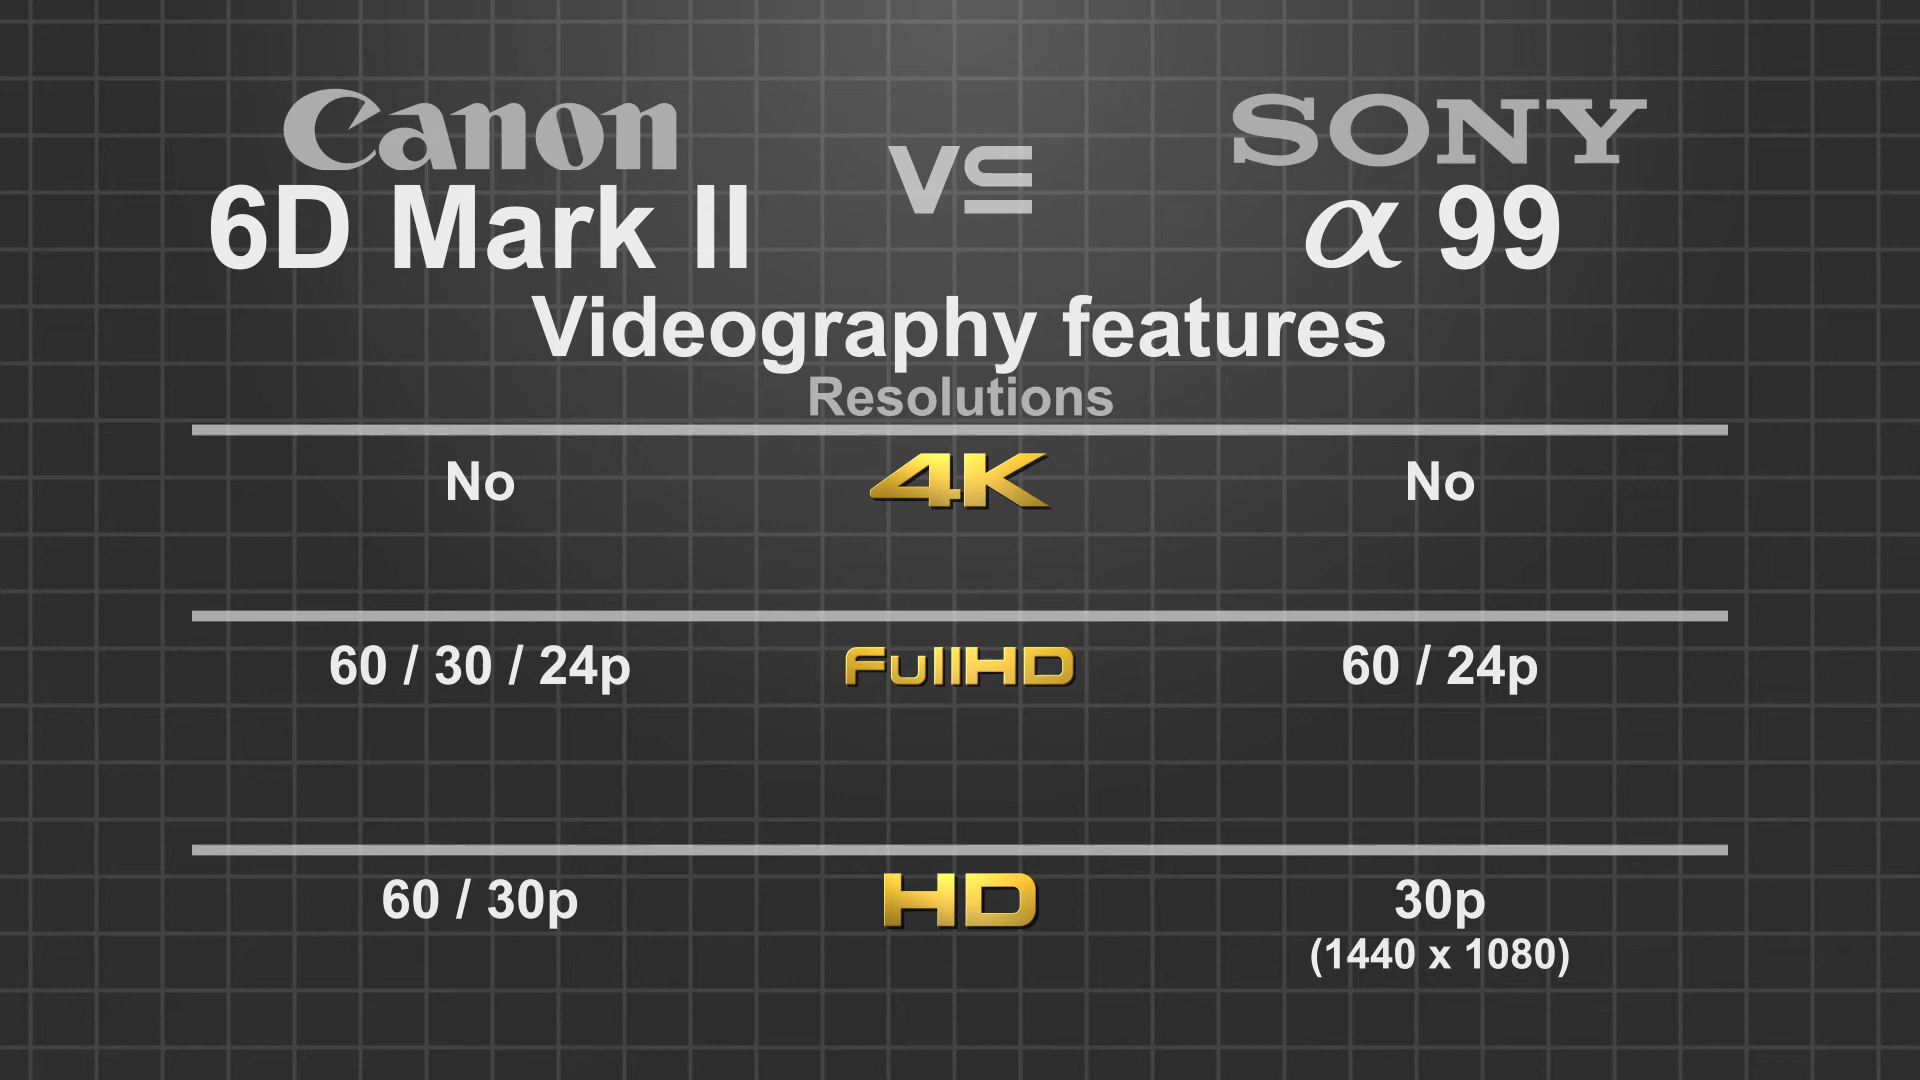 Canon VS SONY
6D Mark II α 99
Videography features
Resolutions
No 4K No
60 / 30 / 24p FullHD 60 / 24p
60 / 30p HD 30p
(1440 x 1080)